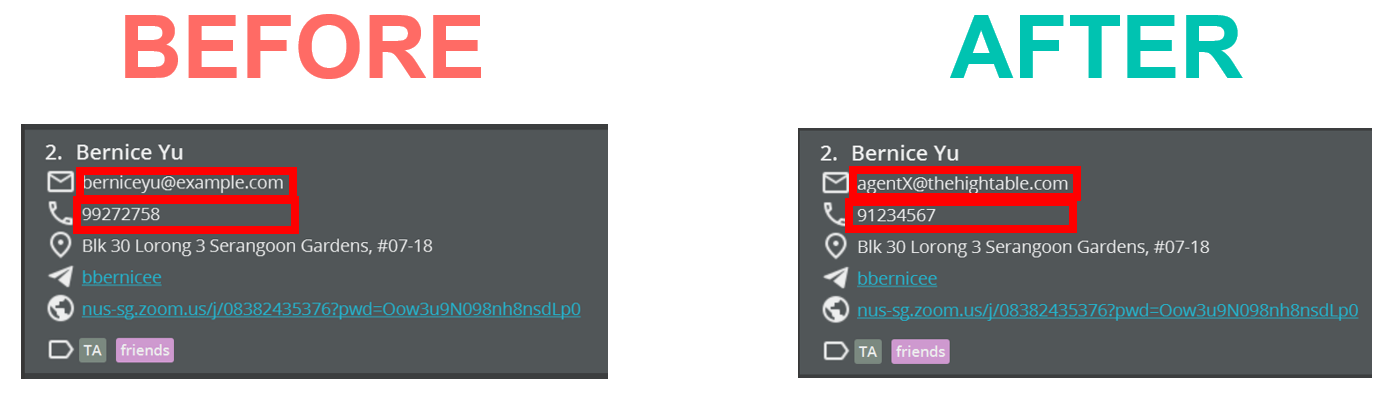 BEFORE
2. Bernice Yu
berniceyu@example.com
99272758
Blk 30 Lorong 3 Serangoon Gardens, #07-18
bbernicee
nus-sg.zoom.us/j/08382435376?pwd=Oow3u9N098nh8nsdLp0
TA friends
AFTER
2. Bernice Yu
agentX@thehightable.com
91234567
Blk 30 Lorong 3 Serangoon Gardens, #07-18
bbernicee
nus-sg.zoom.us/j/08382435376?pwd=Oow3u9N098nh8nsdLp0
TA friends